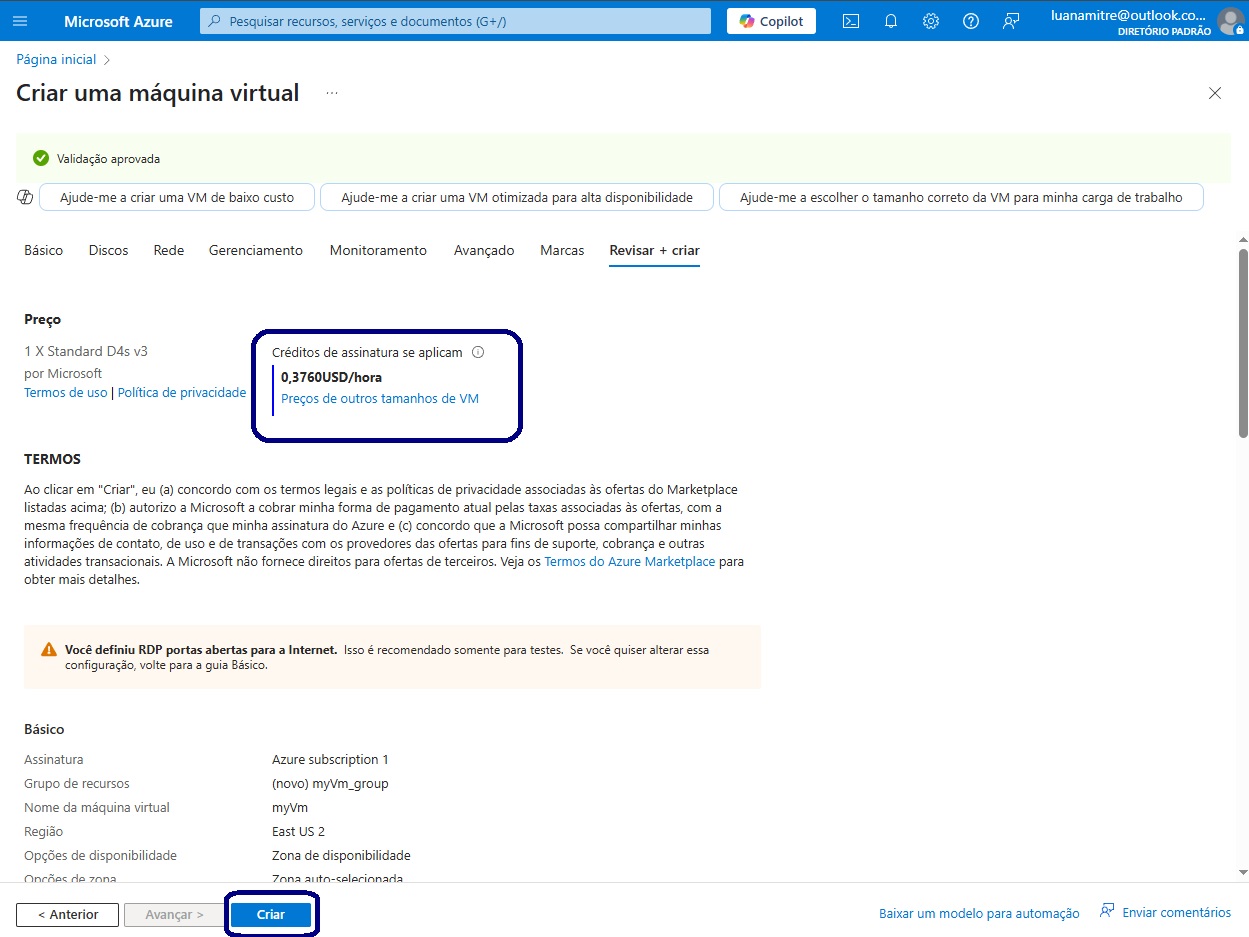 Microsoft Azure
Pesquisar recursos, serviços e documentos (G+/)
Copilot
luanamitre@outlook.co...
DIRETÓRIO PADRÃO
Página inicial >
Criar uma máquina virtual ...
Validação aprovada
Ajude-me a criar uma VM de baixo custo
Ajude-me a criar uma VM otimizada para alta disponibilidade
Ajude-me a escolher o tamanho correto da VM para minha carga de trabalho
Básico Discos Rede Gerenciamento Monitoramento Avançado Marcas Revisar + criar
Preço
1 X Standard D4s v3
por Microsoft
Termos de uso | Política de privacidade
Créditos de assinatura se aplicam
0,3760USD/hora
Preços de outros tamanhos de VM
TERMOS
Ao clicar em "Criar", eu (a) concordo com os termos legais e as políticas de privacidade associadas às ofertas do Marketplace
listadas acima; (b) autorizo a Microsoft a cobrar minha forma de pagamento atual pelas taxas associadas às ofertas, com a
mesma frequência de cobrança que minha assinatura do Azure e (c) concordo que a Microsoft possa compartilhar minhas
informações de contato, de uso e de transações com os provedores das ofertas para fins de suporte, cobrança e outras
atividades transacionais. A Microsoft não fornece direitos para ofertas de terceiros. Veja os Termos do Azure Marketplace para
obter mais detalhes.
Você definiu RDP portas abertas para a Internet. Isso é recomendado somente para testes. Se você quiser alterar essa
configuração, volte para a guia Básico.
Básico
Assinatura Azure subscription 1
Grupo de recursos (novo) myVm_group
Nome da máquina virtual myVm
Região East US 2
Opções de disponibilidade Zona de disponibilidade
Opções de zona Zona auto-selecionada
< Anterior
Avançar >
Criar
Baixar um modelo para automação
Enviar comentários